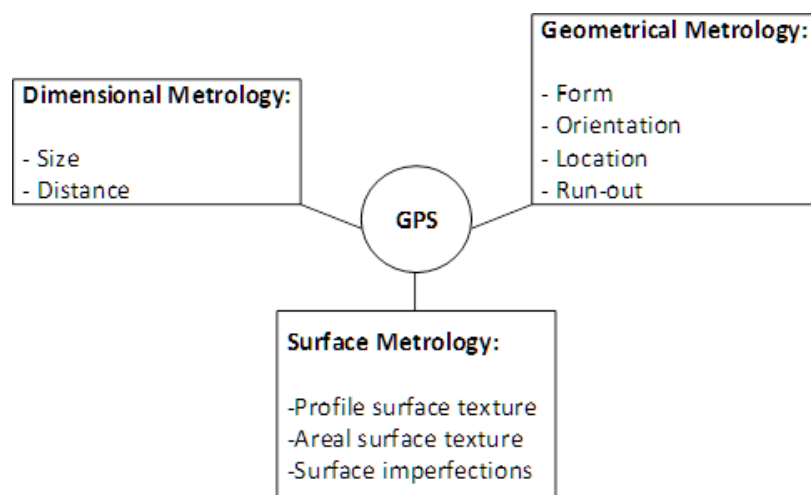 Dimensional Metrology:
- Size
- Distance
Geometrical Metrology:
- Form
- Orientation
- Location
- Run-out
GPS
Surface Metrology:
-Profile surface texture
-Areal surface texture
-Surface imperfections